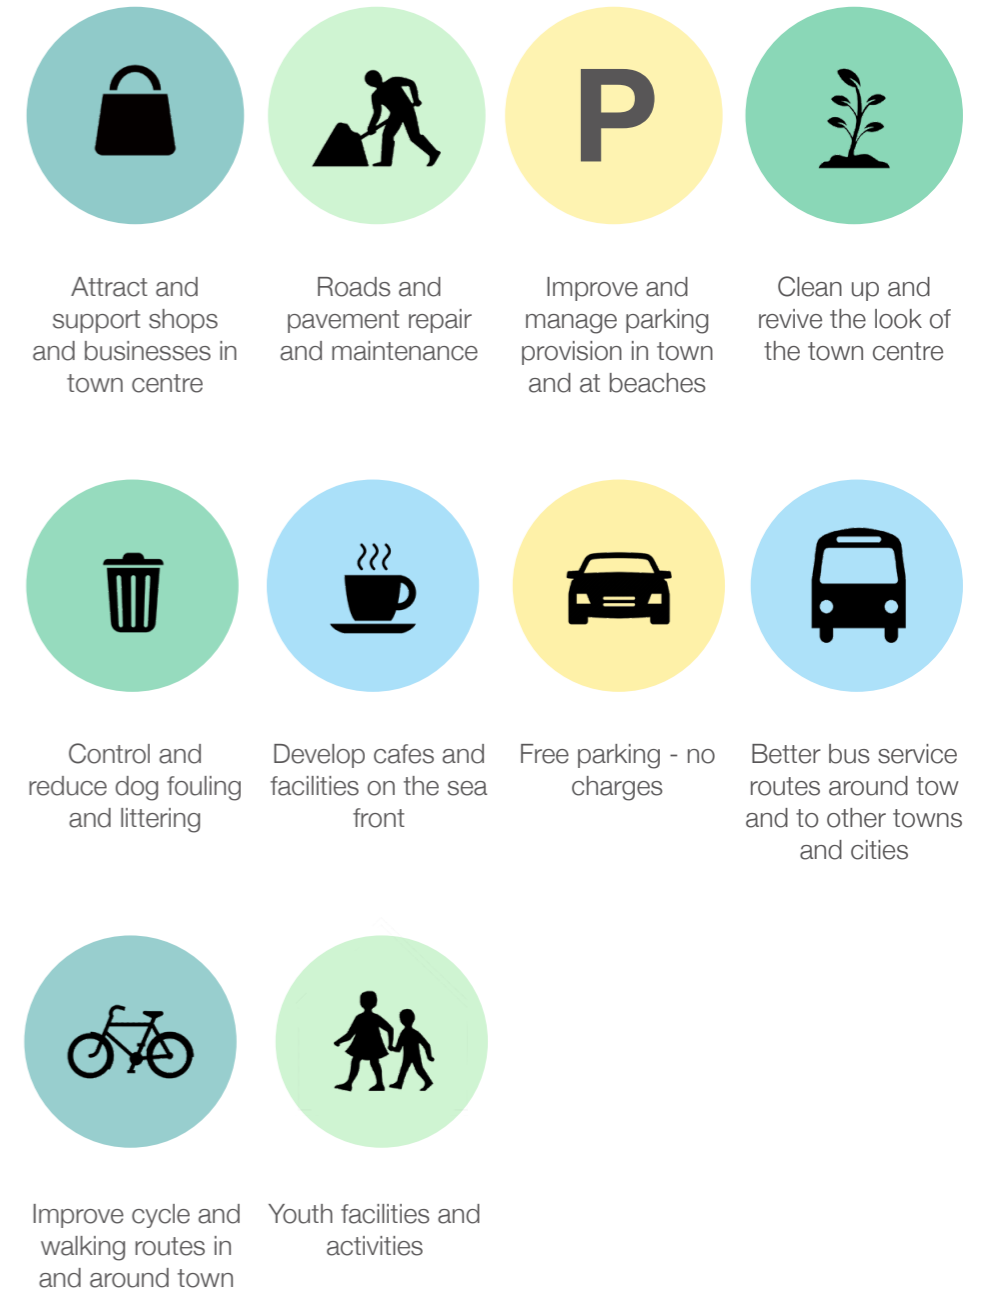 P
Attract and
support shops
and businesses in
town centre
Roads and
pavement repair
and maintenance
Improve and
manage parking
provision in town
and at beaches
Clean up and
revive the look of
the town centre
Control and
reduce dog fouling
and littering
Develop cafes and
facilities on the sea
front
Free parking - no
charges
Better bus service
routes around tow
and to other towns
and cities
Improve cycle and
walking routes in
and around town
Youth facilities and
activities